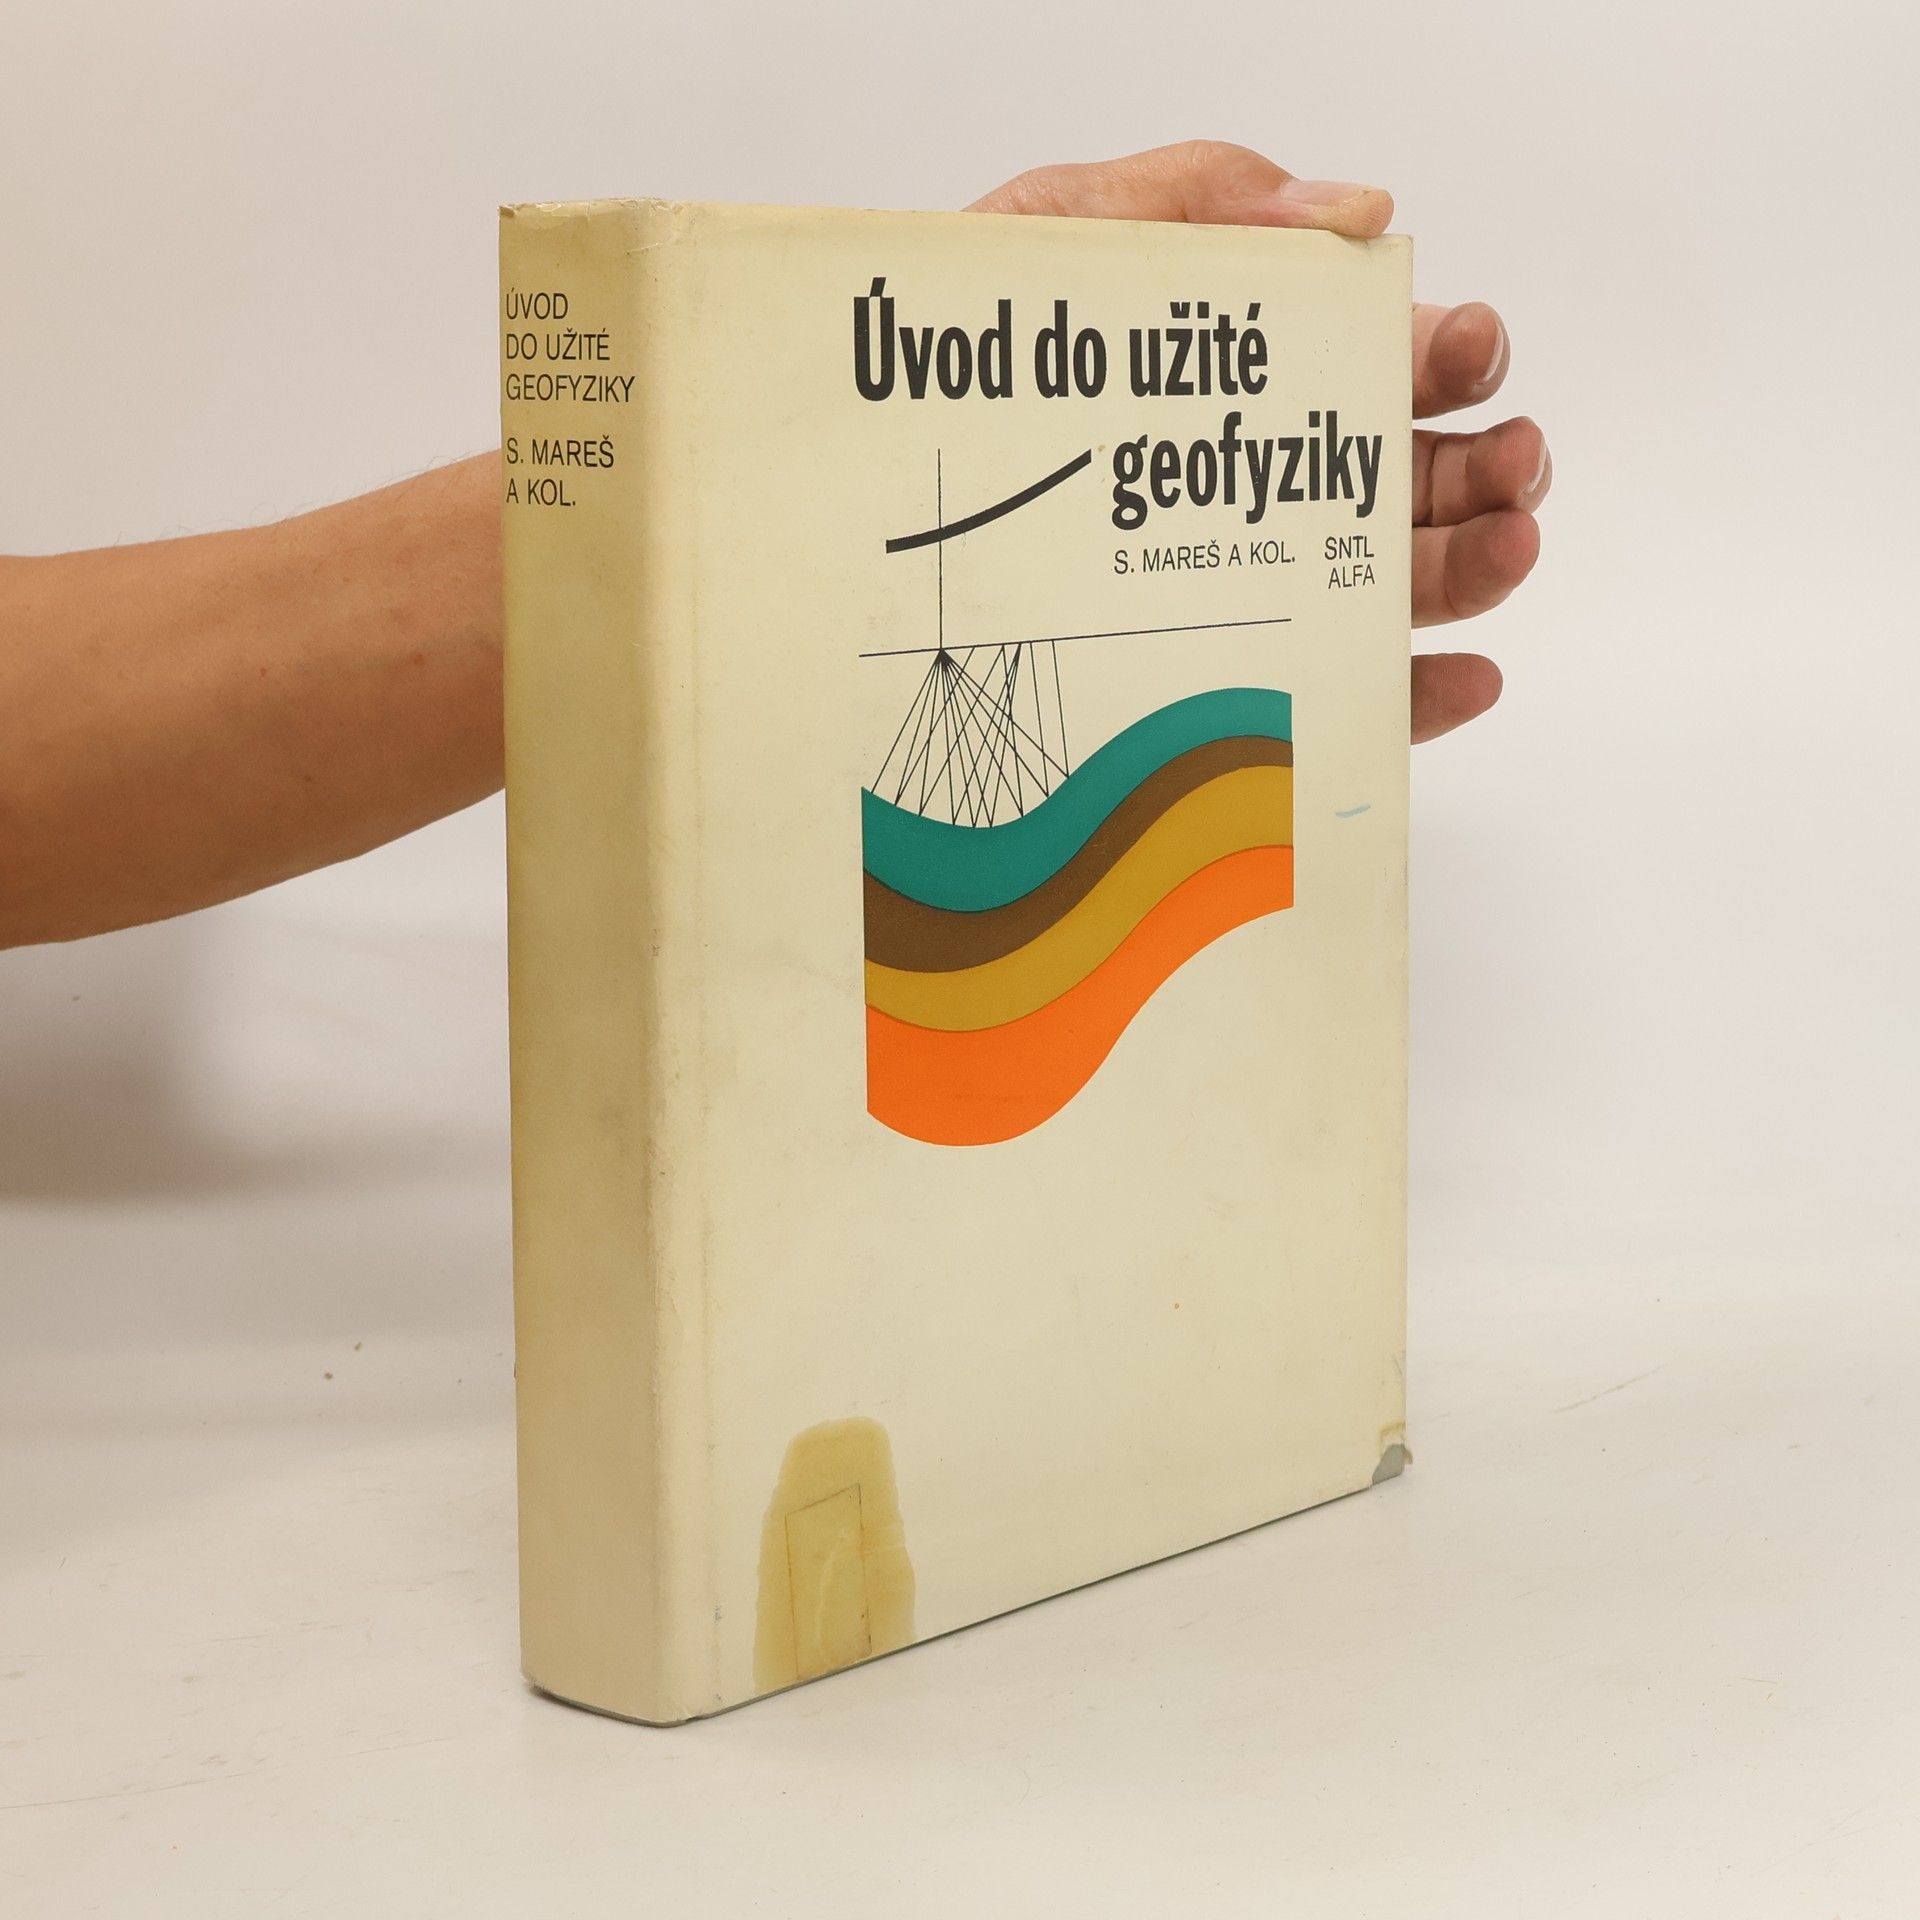 ÚVOD
DO UŽITÉ
GEOFYZIKY
S. MAREŠ
A KOL.
Úvod do užité
geofyziky
S. MAREŠ A KOL.
SNTL
ALFA